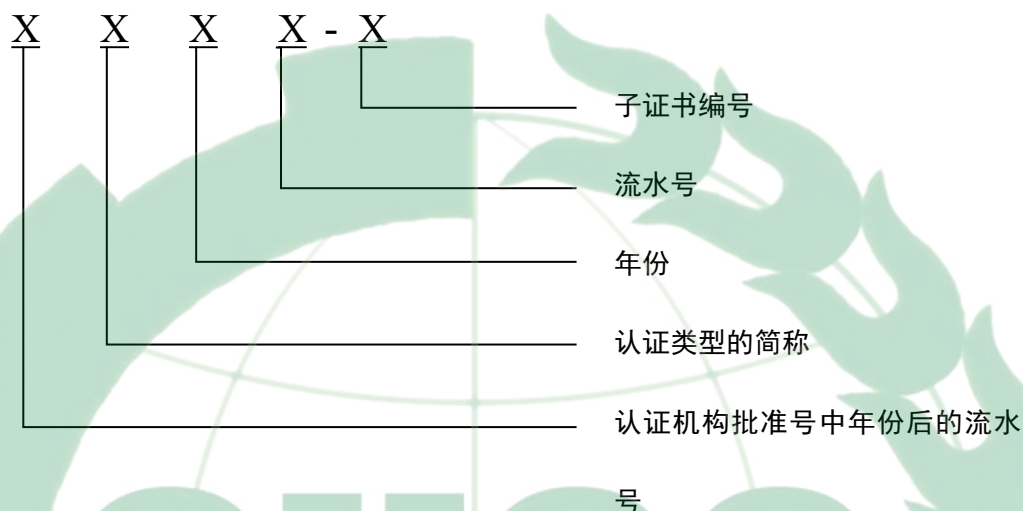 X X X X - X
子证书编号
流水号
年份
认证类型的简称
认证机构批准号中年份后的流水
号